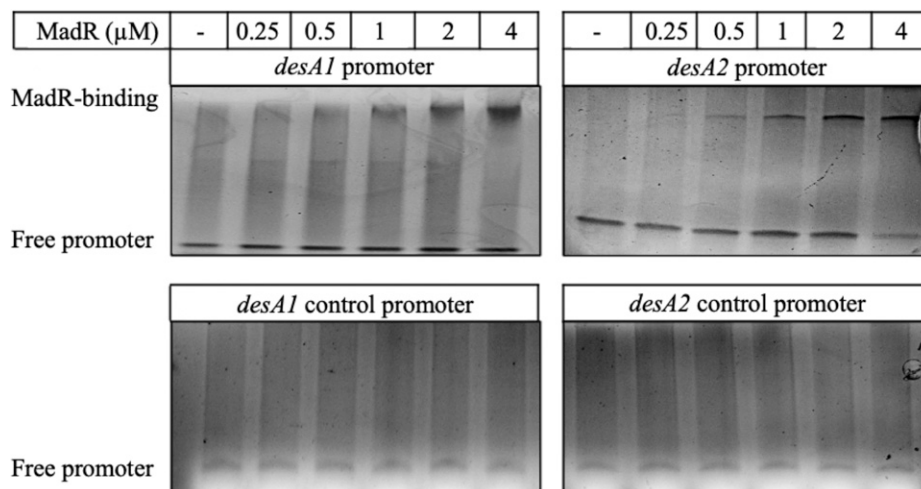 MadR (µM) - 0.25 0.5 1 2 4 - 0.25 0.5 1 2 4
desA1 promoter desA2 promoter
MadR-binding
Free promoter
desA1 control promoter desA2 control promoter
Free promoter